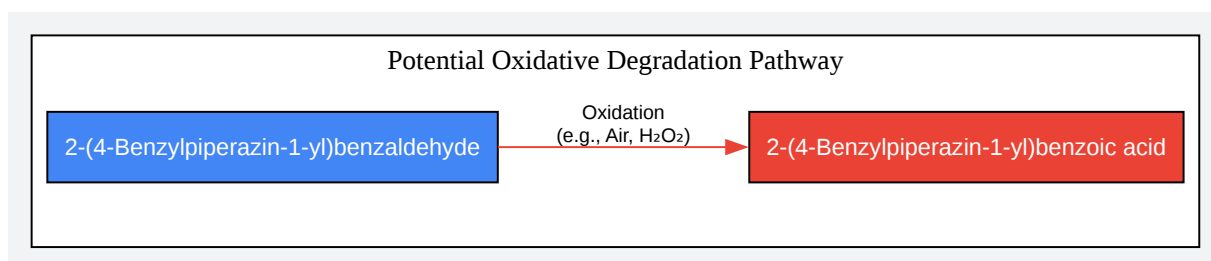 Potential Oxidative Degradation Pathway
2-(4-Benzylpiperazin-1-yl)benzaldehyde
Oxidation
(e.g., Air, H₂O₂)
2-(4-Benzylpiperazin-1-yl)benzoic acid